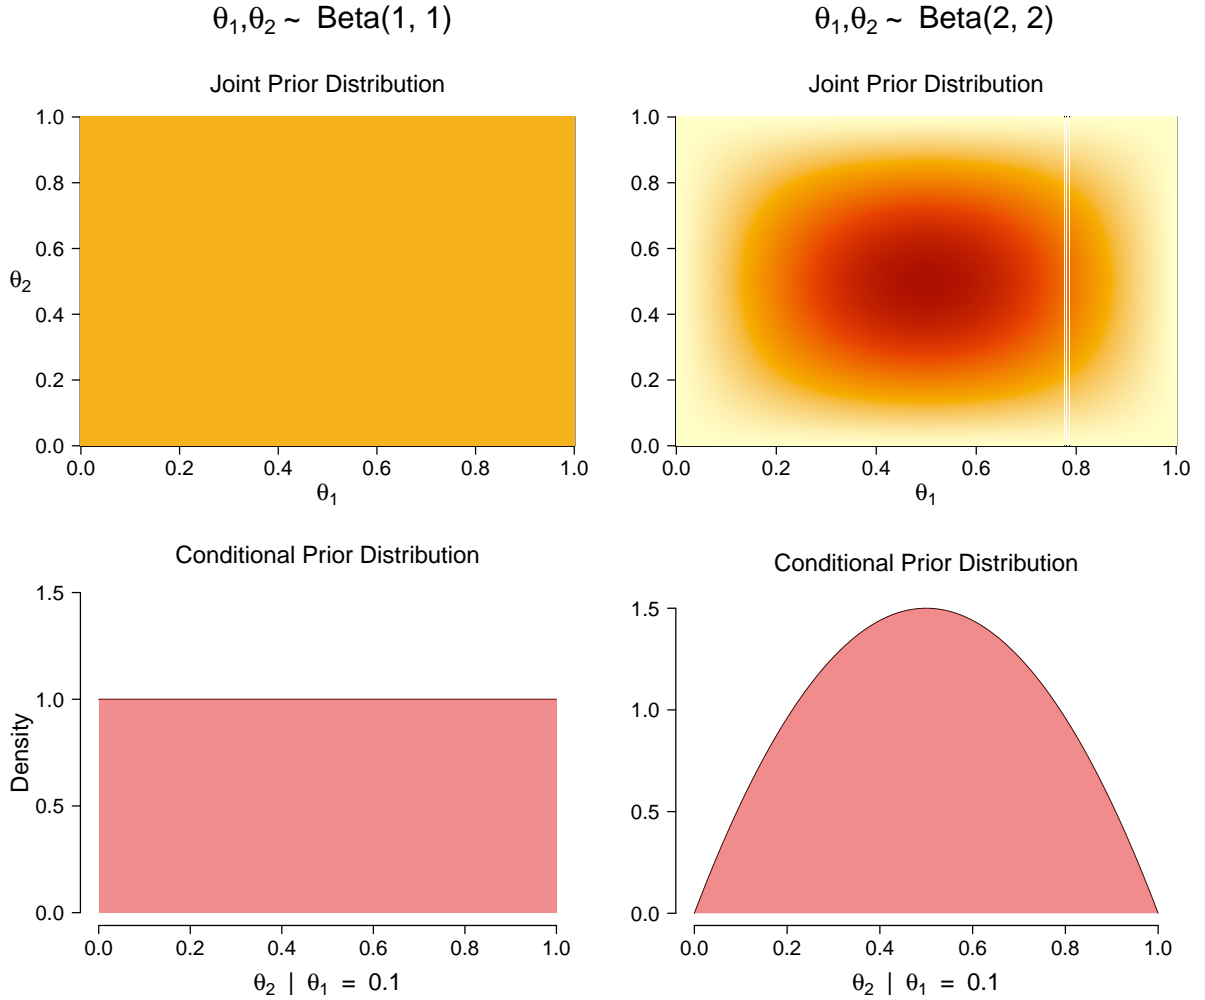 θ1,θ2 ~ Beta(1, 1)
θ1,θ2 ~ Beta(2, 2)
Joint Prior Distribution
1.0
0.8
0.6
θ2
0.4
0.2
0.0
0.0 0.2 0.4 0.6 0.8 1.0
θ1
Joint Prior Distribution
1.0
0.8
0.6
0.4
0.2
0.0
0.0 0.2 0.4 0.6 0.8 1.0
θ1
Conditional Prior Distribution
1.5
1.0
Density
0.5
0.0
0.0 0.2 0.4 0.6 0.8 1.0
θ2 | θ1 = 0.1
Conditional Prior Distribution
1.5
1.0
0.5
0.0
0.0 0.2 0.4 0.6 0.8 1.0
θ2 | θ1 = 0.1